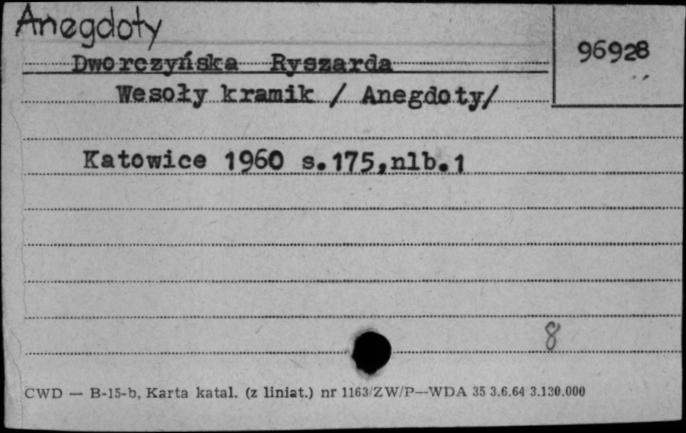 Anegdoty
96928
Dworczyńska Ryszarda
Wesoły kramik / Anegdoty/
Katowice 1960 s.175,nlb.1
8
CWD — B-15-b, Karta katal. (z liniat.) nr 1163/ZW/P—WDA 35 3.6.64 3.130.000